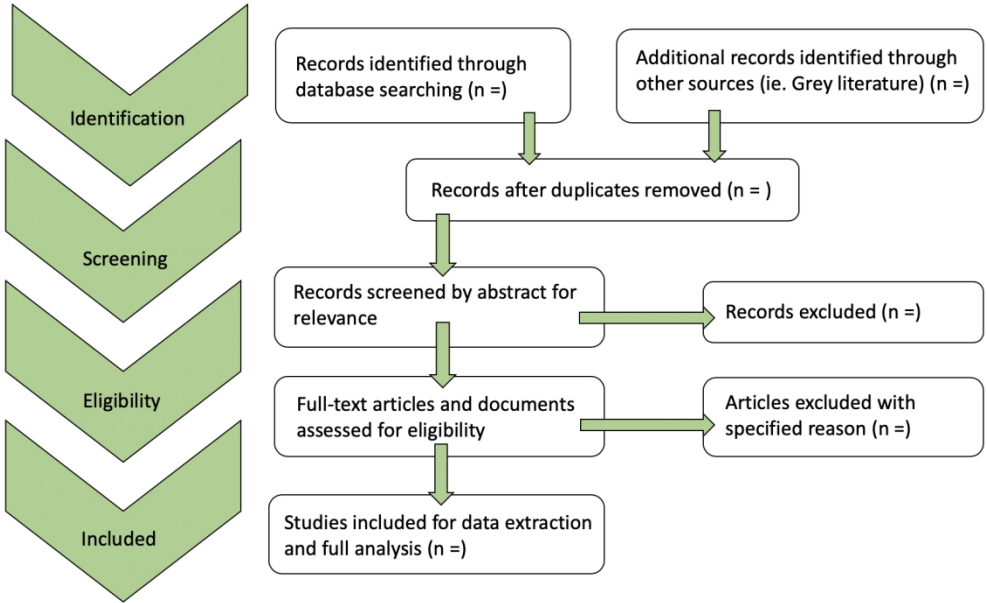 Identification
Screening
Eligibility
Included
Records identified through
database searching (n =)
Additional records identified through
other sources (ie. Grey literature) (n =)
Records after duplicates removed (n = )
Records screened by abstract for
relevance
Records excluded (n =)
Full-text articles and documents
assessed for eligibility
Articles excluded with
specified reason (n =)
Studies included for data extraction
and full analysis (n =)